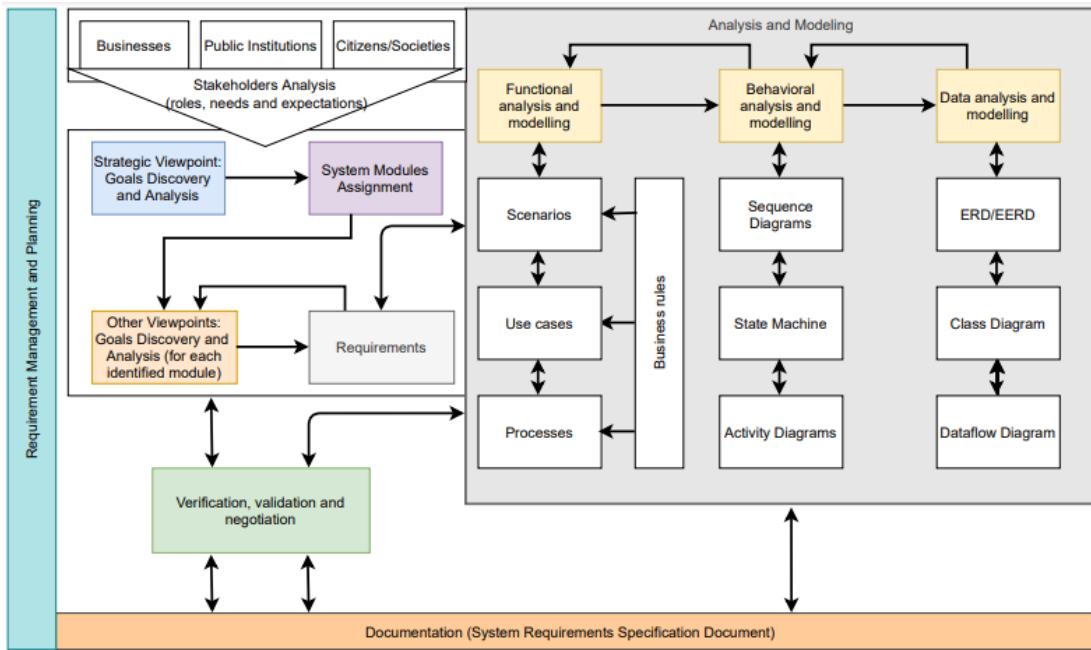 Requirement Management and Planning
Businesses
Public Institutions
Citizens/Societies
Stakeholders Analysis
(roles, needs and expectations)
Strategic Viewpoint:
Goals Discovery
and Analysis
System Modules
Assignment
Other Viewpoints:
Goals Discovery and
Analysis (for each
identified module)
Requirements
Verification, validation and
negotiation
Analysis and Modeling
Functional
analysis and
modelling
Behavioral
analysis and
modelling
Data analysis and
modelling
Scenarios
Use cases
Processes
Business rules
Sequence
Diagrams
State Machine
Activity Diagrams
ERD/EERD
Class Diagram
Dataflow Diagram
Documentation (System Requirements Specification Document)